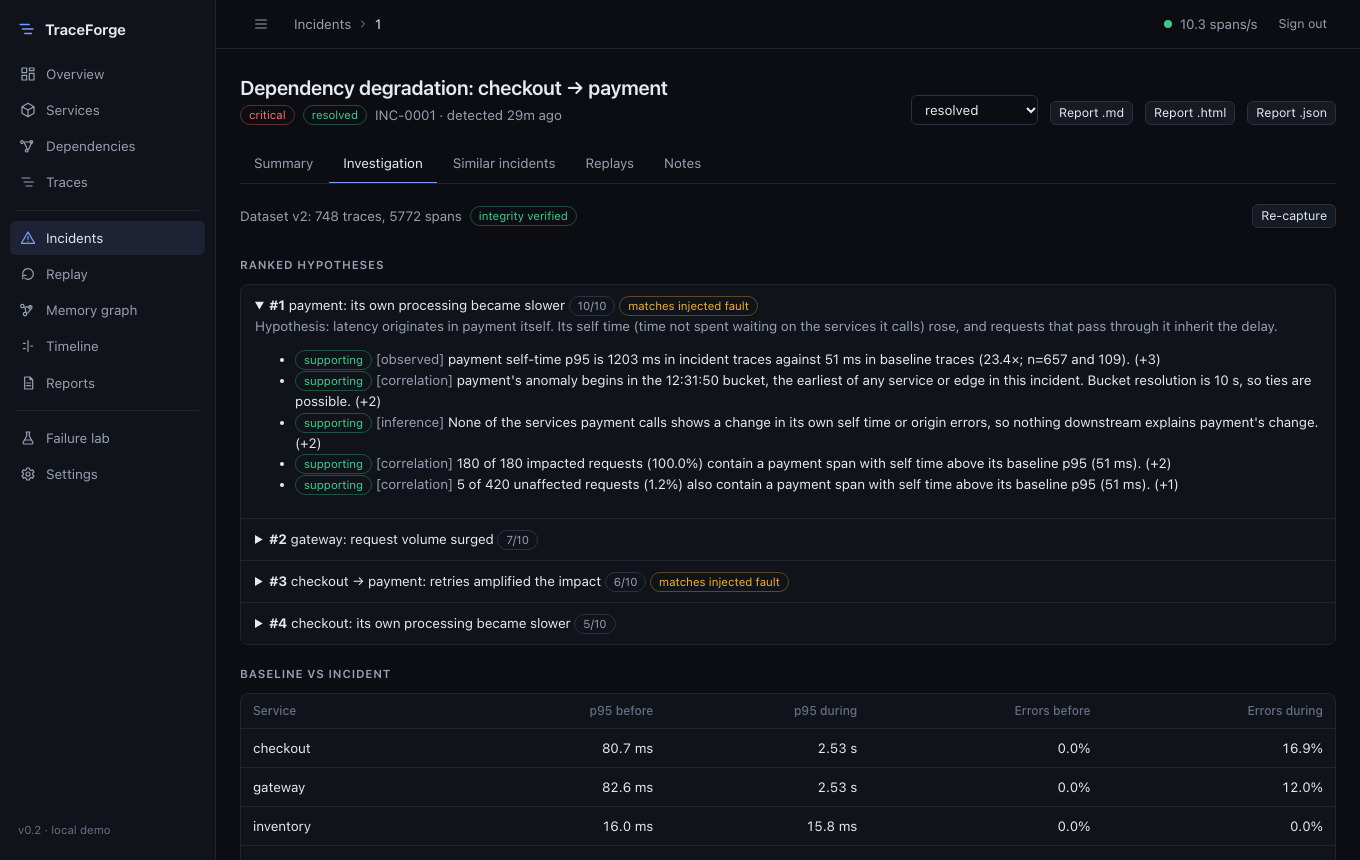 TraceForge
Overview
Services
Dependencies
Traces
Incidents
Replay
Memory graph
Timeline
Reports
Failure lab
Settings
v0.2 · local demo
Incidents › 1
10.3 spans/s Sign out
Dependency degradation: checkout → payment
critical resolved INC-0001 · detected 29m ago
resolved Report .md Report .html Report .json
Summary Investigation Similar incidents Replays Notes
Dataset v2: 748 traces, 5772 spans integrity verified Re-capture
RANKED HYPOTHESES
▼ #1 payment: its own processing became slower 10/10 matches injected fault
Hypothesis: latency originates in payment itself. Its self time (time not spent waiting on the services it calls) rose, and requests that pass through it inherit the delay.
• supporting [observed] payment self-time p95 is 1203 ms in incident traces against 51 ms in baseline traces (23.4×; n=657 and 109). (+3)
• supporting [correlation] payment's anomaly begins in the 12:31:50 bucket, the earliest of any service or edge in this incident. Bucket resolution is 10 s, so ties are
possible. (+2)
• supporting [inference] None of the services payment calls shows a change in its own self time or origin errors, so nothing downstream explains payment's change.
(+2)
• supporting [correlation] 180 of 180 impacted requests (100.0%) contain a payment span with self time above its baseline p95 (51 ms). (+2)
• supporting [correlation] 5 of 420 unaffected requests (1.2%) also contain a payment span with self time above its baseline p95 (51 ms). (+1)
▶ #2 gateway: request volume surged 7/10
▶ #3 checkout → payment: retries amplified the impact 6/10 matches injected fault
▶ #4 checkout: its own processing became slower 5/10
BASELINE VS INCIDENT
Service p95 before p95 during Errors before Errors during
checkout 80.7 ms 2.53 s 0.0% 16.9%
gateway 82.6 ms 2.53 s 0.0% 12.0%
inventory 16.0 ms 15.8 ms 0.0% 0.0%